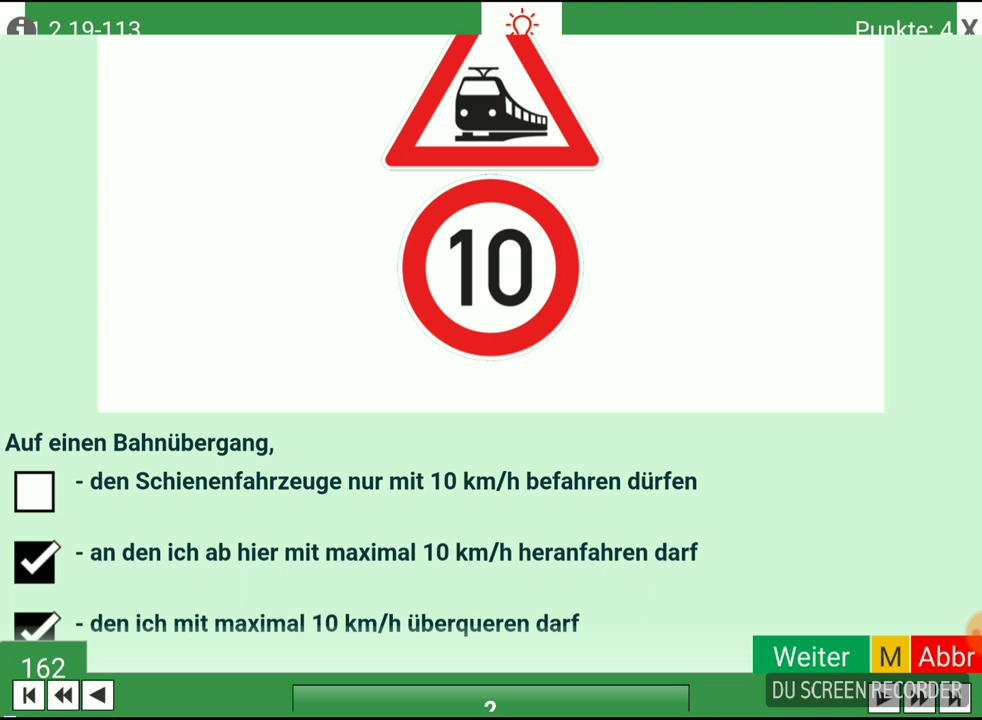 1.2.19-113
Punkte: 4 X
10
Auf einen Bahnübergang,
- den Schienenfahrzeuge nur mit 10 km/h befahren dürfen
- an den ich ab hier mit maximal 10 km/h heranfahren darf
- den ich mit maximal 10 km/h überqueren darf
162
Weiter M Abbr
DU SCREEN RECORDER
?